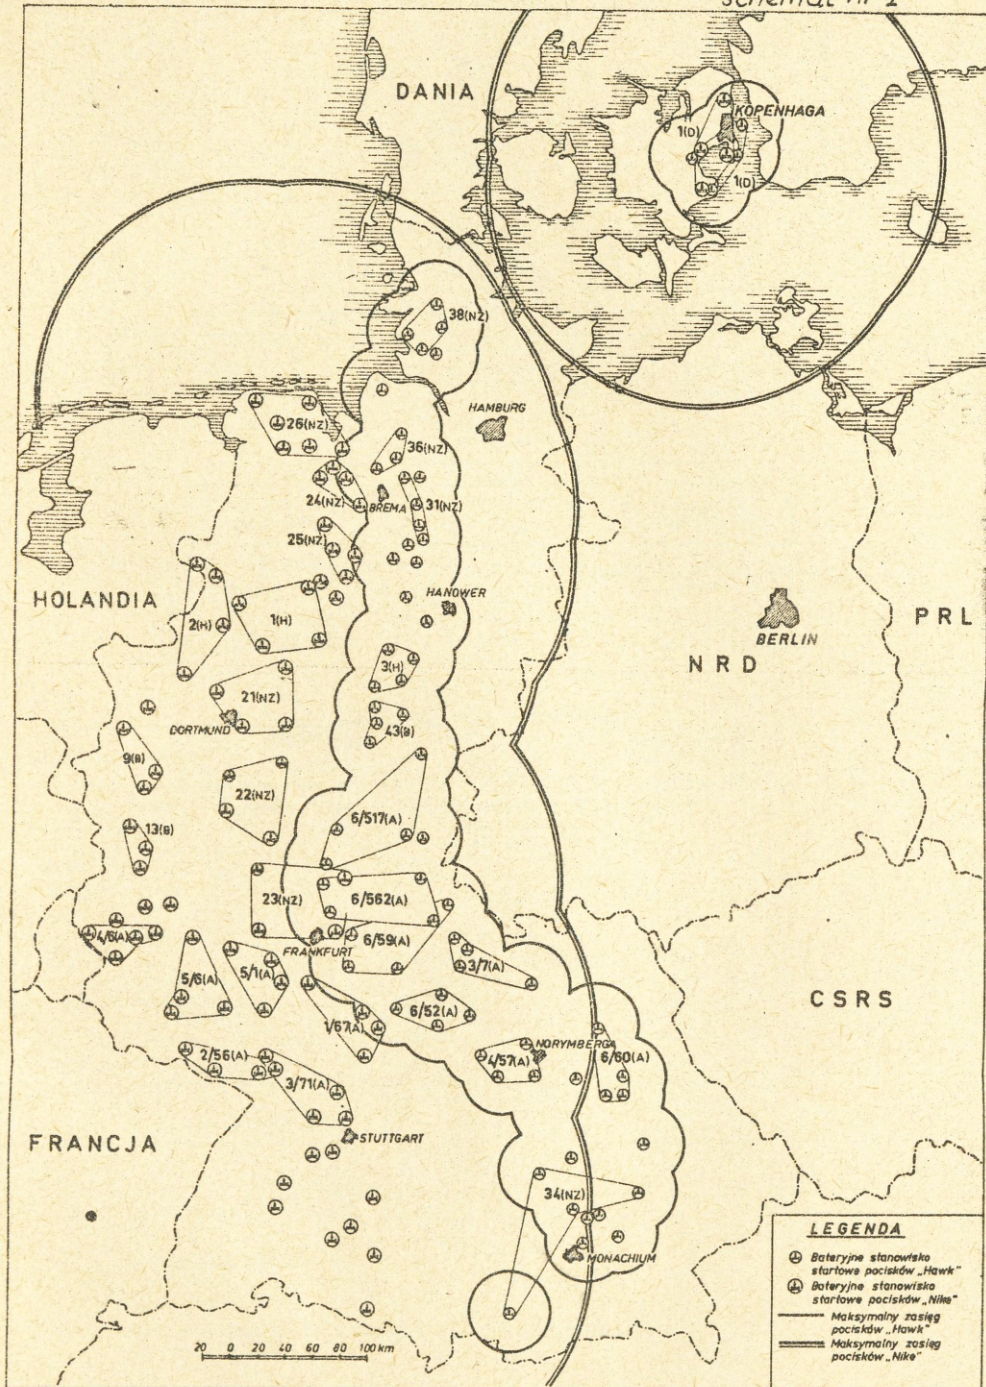 schemat nr 2
DANIA
KOPENHAGA
1(D)
1(D)
38(NZ)
HAMBURG
26(NZ)
36(NZ)
24(NZ)
BREMA
31(NZ)
25(NZ)
HOLANDIA
HANOWER
2(H)
1(H)
BERLIN
PRL
NRD
3(H)
21(NZ)
DORTMUND
43(B)
9(B)
22(NZ)
6/517(A)
13(B)
23(NZ)
6/562(A)
4/6(A)
FRANKFURT
6/59(A)
5/6(A)
5/1(A)
3/7(A)
CSRS
6/52(A)
1/67(A)
NORYMBERGA
4/57(A)
6/60(A)
2/56(A)
3/71(A)
FRANCJA
STUTTGART
34(NZ)
MONACHIUM
20 0 20 40 60 80 100 km
LEGENDA
Bateryjne stanowisko
startowe pocisków „Hawk"
Bateryjne stanowisko
startowe pocisków „Nike"
Maksymalny zasięg
pocisków „Hawk"
Maksymalny zasięg
pocisków „Nike"